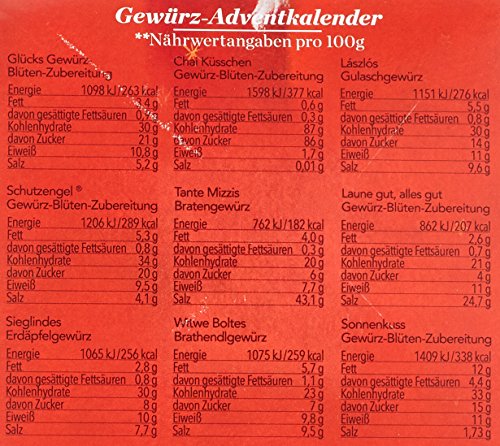 Gewürz-Adventkalender
**Nährwertangaben pro 100g
Glücks Gewürz
Blüten-Zubereitung
Energie 1098 kJ/263 kcal
Fett 3,4 g
davon gesättigte Fettsäuren 0,9
Kohlenhydrate 30 g
davon Zucker 21 g
Eiweiß 10,8 g
Salz 5,2 g
Chai Küsschen
Gewürz-Blüten-Zubereitung
Energie 1598 kJ/377 kcal
Fett 0,6 g
davon gesättigte Fettsäuren 0,3 g
Kohlenhydrate 87 g
davon Zucker 86 g
Eiweiß 1,7 g
Salz 0,01 g
Lászlós
Gulaschgewürz
Energie 1151 kJ/276 kcal
Fett 5,5 g
davon gesättigte Fettsäuren 0,8 g
Kohlenhydrate 30 g
davon Zucker 14 g
Eiweiß 11 g
Salz 9,6 g
Schutzengel ®
Gewürz-Blüten-Zubereitung
Energie 1206 kJ/289 kcal
Fett 5,3 g
davon gesättigte Fettsäuren 0,8 g
Kohlenhydrate 34 g
davon Zucker 20 g
Eiweiß 9,5 g
Salz 4,1 g
Tante Mizzis
Bratengewürz
Energie 762 kJ/182 kcal
Fett 4,0 g
davon gesättigte Fettsäuren 0,3 g
Kohlenhydrate 20 g
davon Zucker 6 g
Eiweiß 7,7 g
Salz 43,1 g
Laune gut, alles gut
Gewürz-Blüten-Zubereitung
Energie 862 kJ/207 kcal
Fett 2,6 g
davon gesättigte Fettsäuren 0,7 g
Kohlenhydrate 21 g
davon Zucker 4 g
Eiweiß 11 g
Salz 24,7 g
Sieglindes
Erdäpfelgewürz
Energie 1065 kJ/256 kcal
Fett 2,8 g
davon gesättigte Fettsäuren 0,8 g
Kohlenhydrate 30 g
davon Zucker 8 g
Eiweiß 10 g
Salz 7,7 g
Witwe Boltes
Brathendlgewürz
Energie 1075 kJ/259 kcal
Fett 5,7 g
davon gesättigte Fettsäuren 1,1 g
Kohlenhydrate 23 g
davon Zucker 7 g
Eiweiß 9,8 g
Salz 9,5 g
Sonnenkuss
Gewürz-Blüten-Zubereitung
Energie 1409 kJ/338 kcal
Fett 12 g
davon gesättigte Fettsäuren 4,4 g
Kohlenhydrate 33 g
davon Zucker 15 g
Eiweiß 11 g
Salz 1,73 g